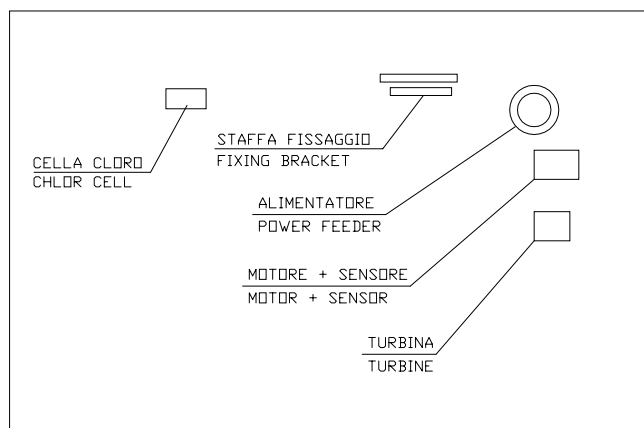 STAFFA FISSAGGIO
FIXING BRACKET
CELLA CLORO
CHLOR CELL
ALIMENTATORE
POWER FEEDER
MOTORE + SENSORE
MOTOR + SENSOR
TURBINA
TURBINE